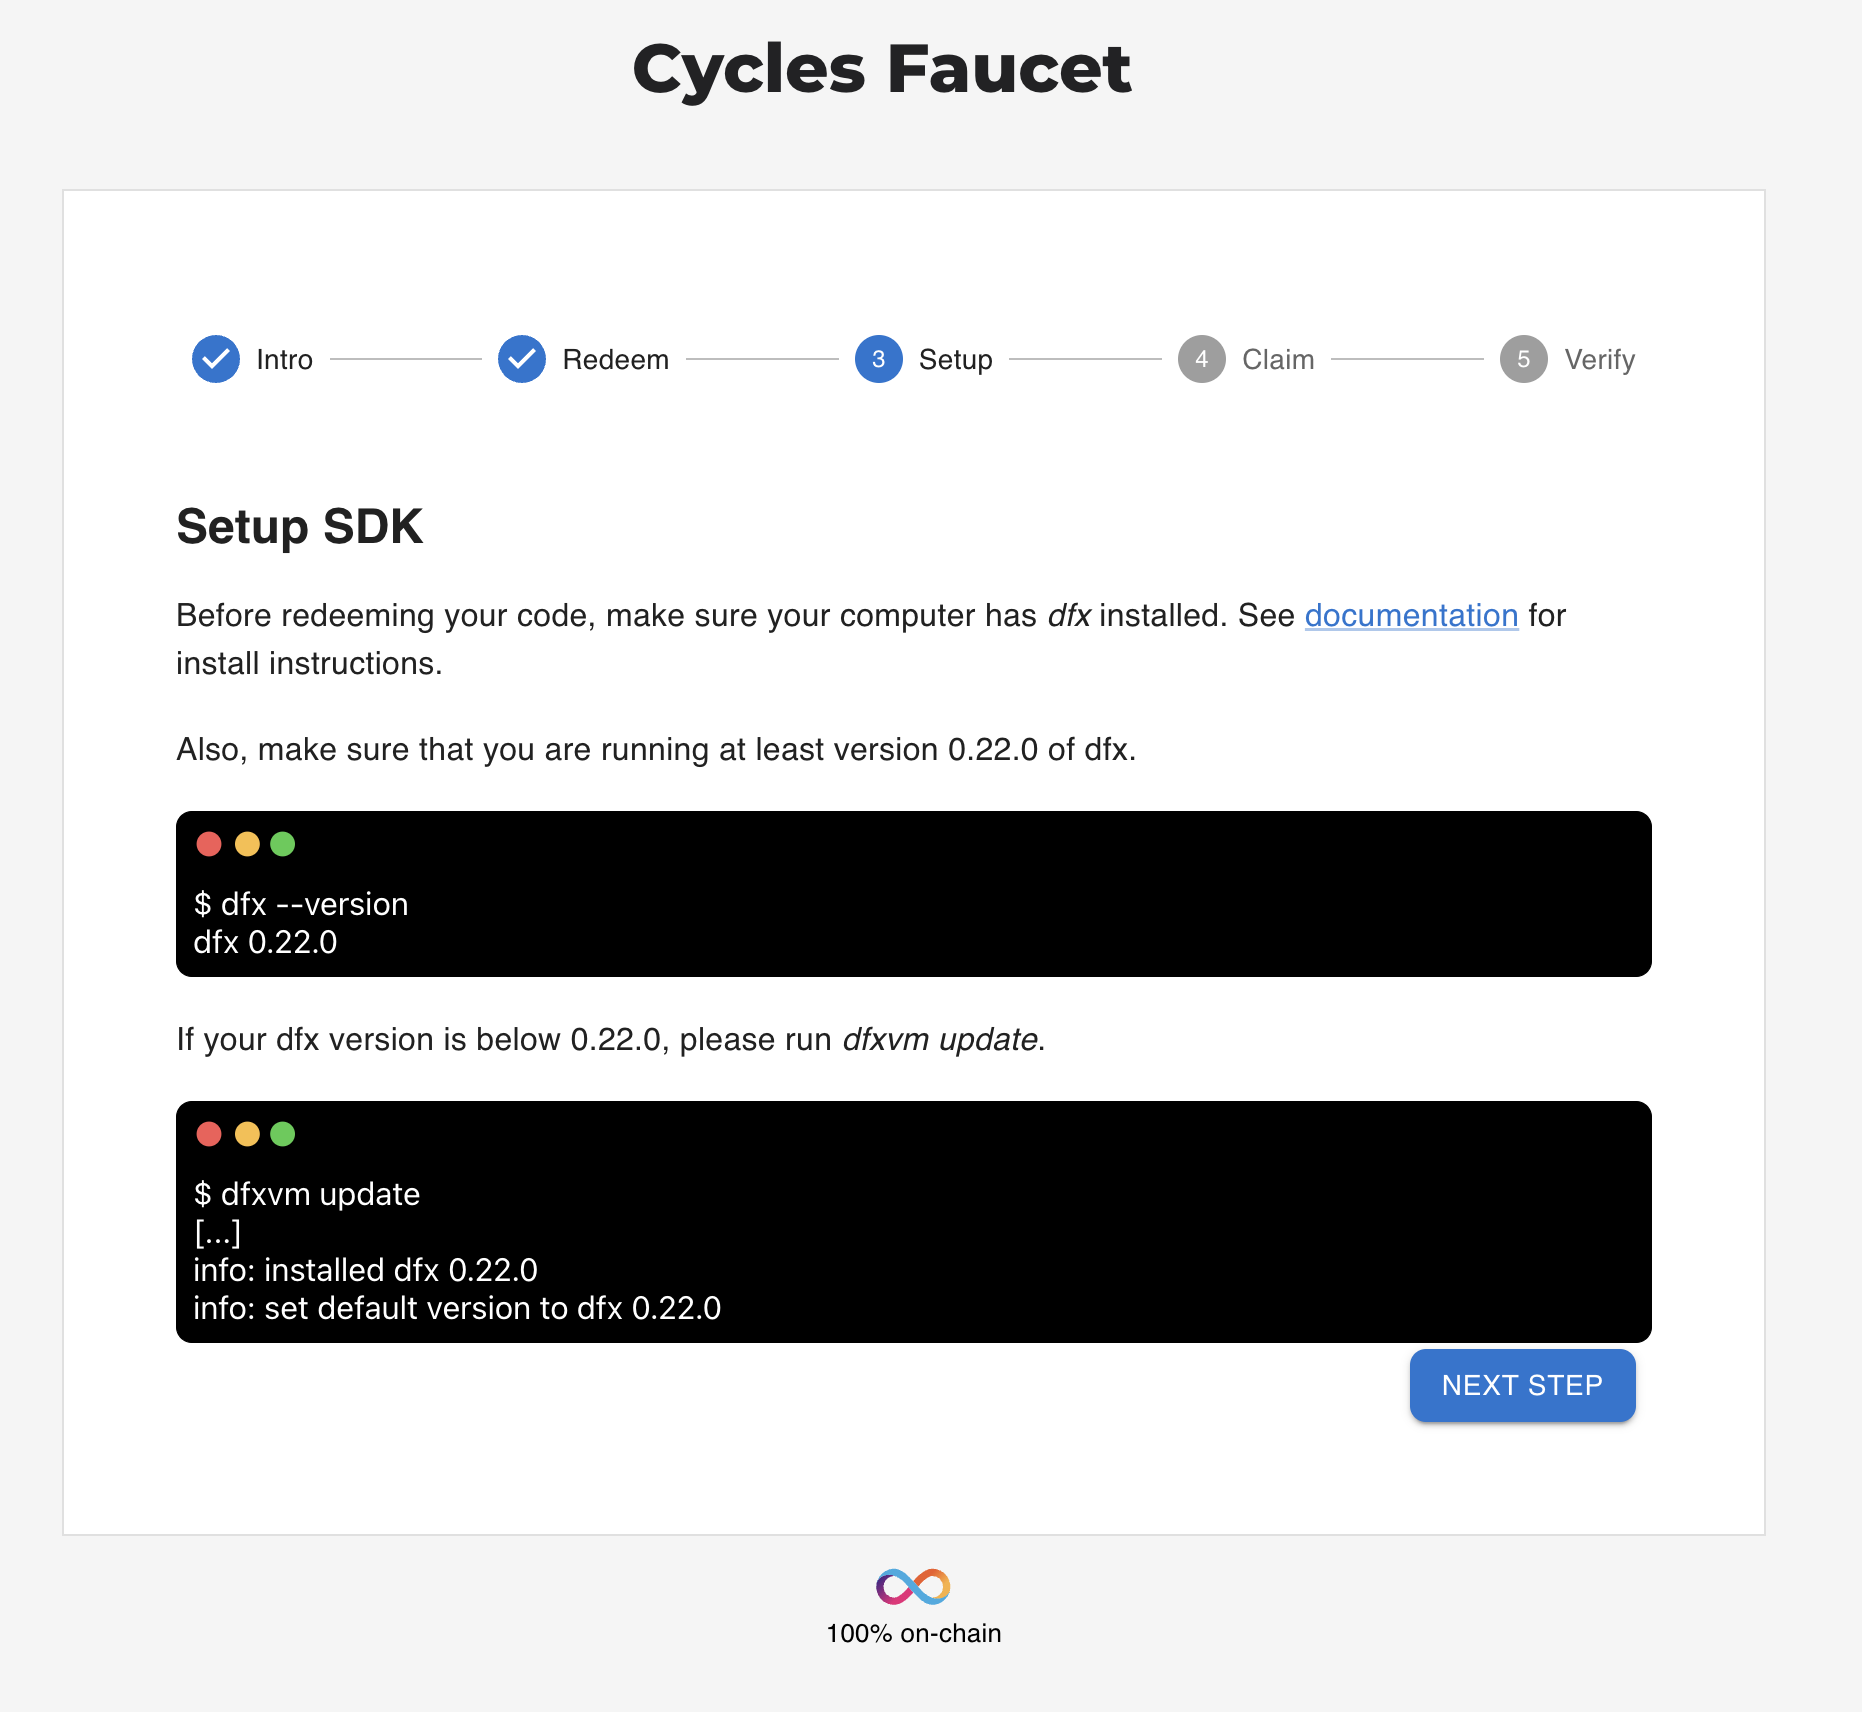 Cycles Faucet
Intro
Redeem
3 Setup
4 Claim
5 Verify
Setup SDK
Before redeeming your code, make sure your computer has dfx installed. See documentation for
install instructions.
Also, make sure that you are running at least version 0.22.0 of dfx.
$ dfx --version
dfx 0.22.0
If your dfx version is below 0.22.0, please run dfxvm update.
$ dfxvm update
[...]
info: installed dfx 0.22.0
info: set default version to dfx 0.22.0
NEXT STEP
100% on-chain